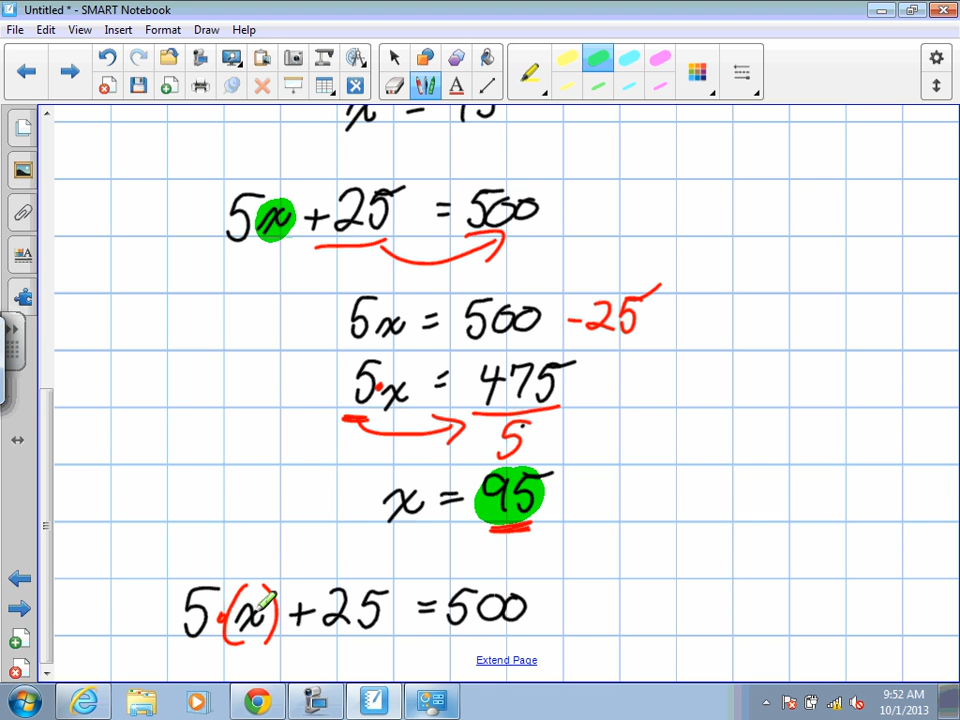 Untitled * - SMART Notebook
File Edit View Insert Format Draw Help
5x + 25 = 500
5x = 500 - 25
5·x = 475
5
x = 95
5·(x) + 25 = 500
Extend Page
9:52 AM
10/1/2013